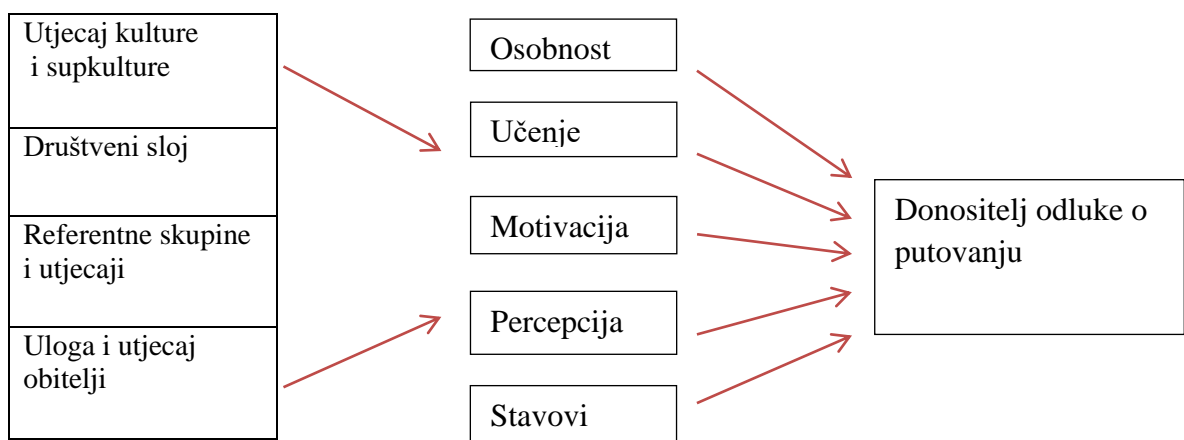 Utjecaj kulture
i supkulture
Društveni sloj
Referentne skupine
i utjecaji
Uloga i utjecaj
obitelji
Osobnost
Učenje
Motivacija
Percepcija
Stavovi
Donositelj odluke o
putovanju